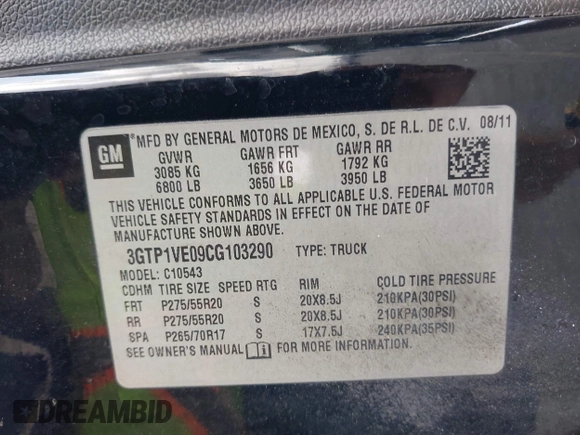 GM
*MFD BY GENERAL MOTORS DE MEXICO, S. DE R.L. DE C.V. 08/11
GVWR GAWR FRT GAWR RR
3085 KG 1656 KG 1792 KG
6800 LB 3650 LB 3950 LB
THIS VEHICLE CONFORMS TO ALL APPLICABLE U.S. FEDERAL MOTOR
VEHICLE SAFETY STANDARDS IN EFFECT ON THE DATE OF
MANUFACTURE SHOWN ABOVE.
3GTP1VE09CG103290 TYPE: TRUCK
MODEL: C10543
CDHM TIRE SIZE SPEED RTG RIM COLD TIRE PRESSURE
FRT P275/55R20 S 20X8.5J 210KPA(30PSI)
RR P275/55R20 S 20X8.5J 210KPA(30PSI)
SPA P265/70R17 S 17X7.5J 240KPA(35PSI)
SEE OWNER'S MANUAL FOR MORE INFORMATION.
DREAMBID